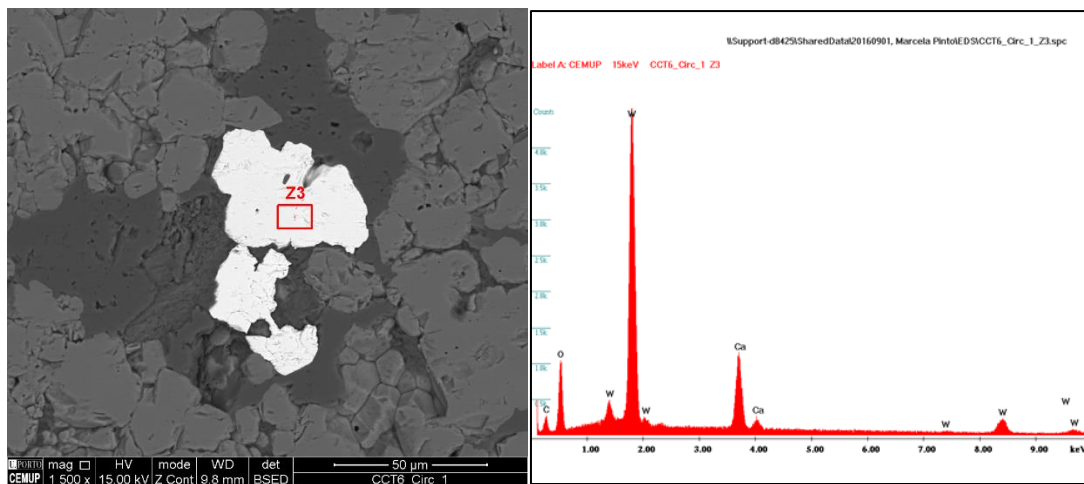 Z3
U.PORTO
CEMUP
mag HV mode WD det
1 500 x 15.00 kV Z Cont 9.8 mm BSED
50 µm
CCT6_Circ_1
\\Support-d8425\SharedData\20160901, Marcela Pinto\EDS\CCT6_Circ_1_Z3.spc
Label A: CEMUP 15keV CCT6_Circ_1 Z3
Counts
4.0k
3.5k
3.0k
2.5k
2.0k
1.5k
1.0k
0.5k
C
O
W
W
W
Ca
Ca
W
W
W
W
1.00 2.00 3.00 4.00 5.00 6.00 7.00 8.00 9.00 keV